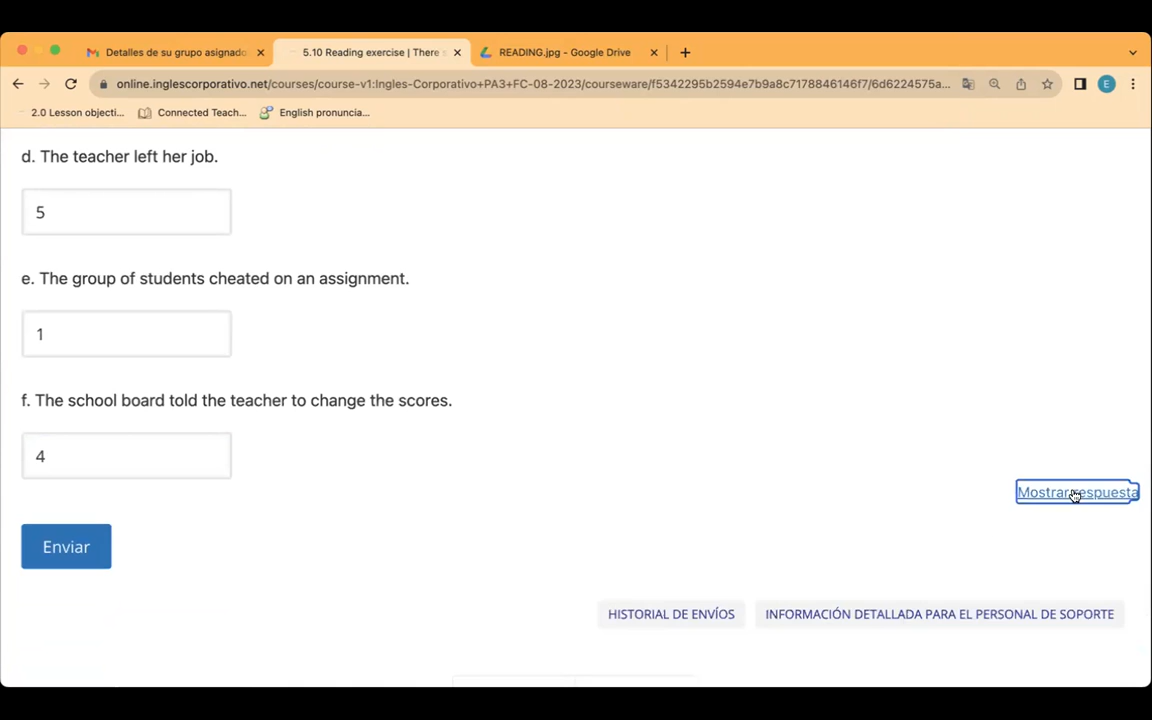 Detalles de su grupo asignado
5.10 Reading exercise | There s
READING.jpg - Google Drive
online.inglescorporativo.net/courses/course-v1:Ingles-Corporativo+PA3+FC-08-2023/courseware/f5342295b2594e7b9a8c7178846146f7/6d6224575a...
E
2.0 Lesson objecti...
Connected Teach...
English pronuncia...
d. The teacher left her job.
5
e. The group of students cheated on an assignment.
1
f. The school board told the teacher to change the scores.
4
Mostrar respuesta
Enviar
HISTORIAL DE ENVÍOS
INFORMACIÓN DETALLADA PARA EL PERSONAL DE SOPORTE